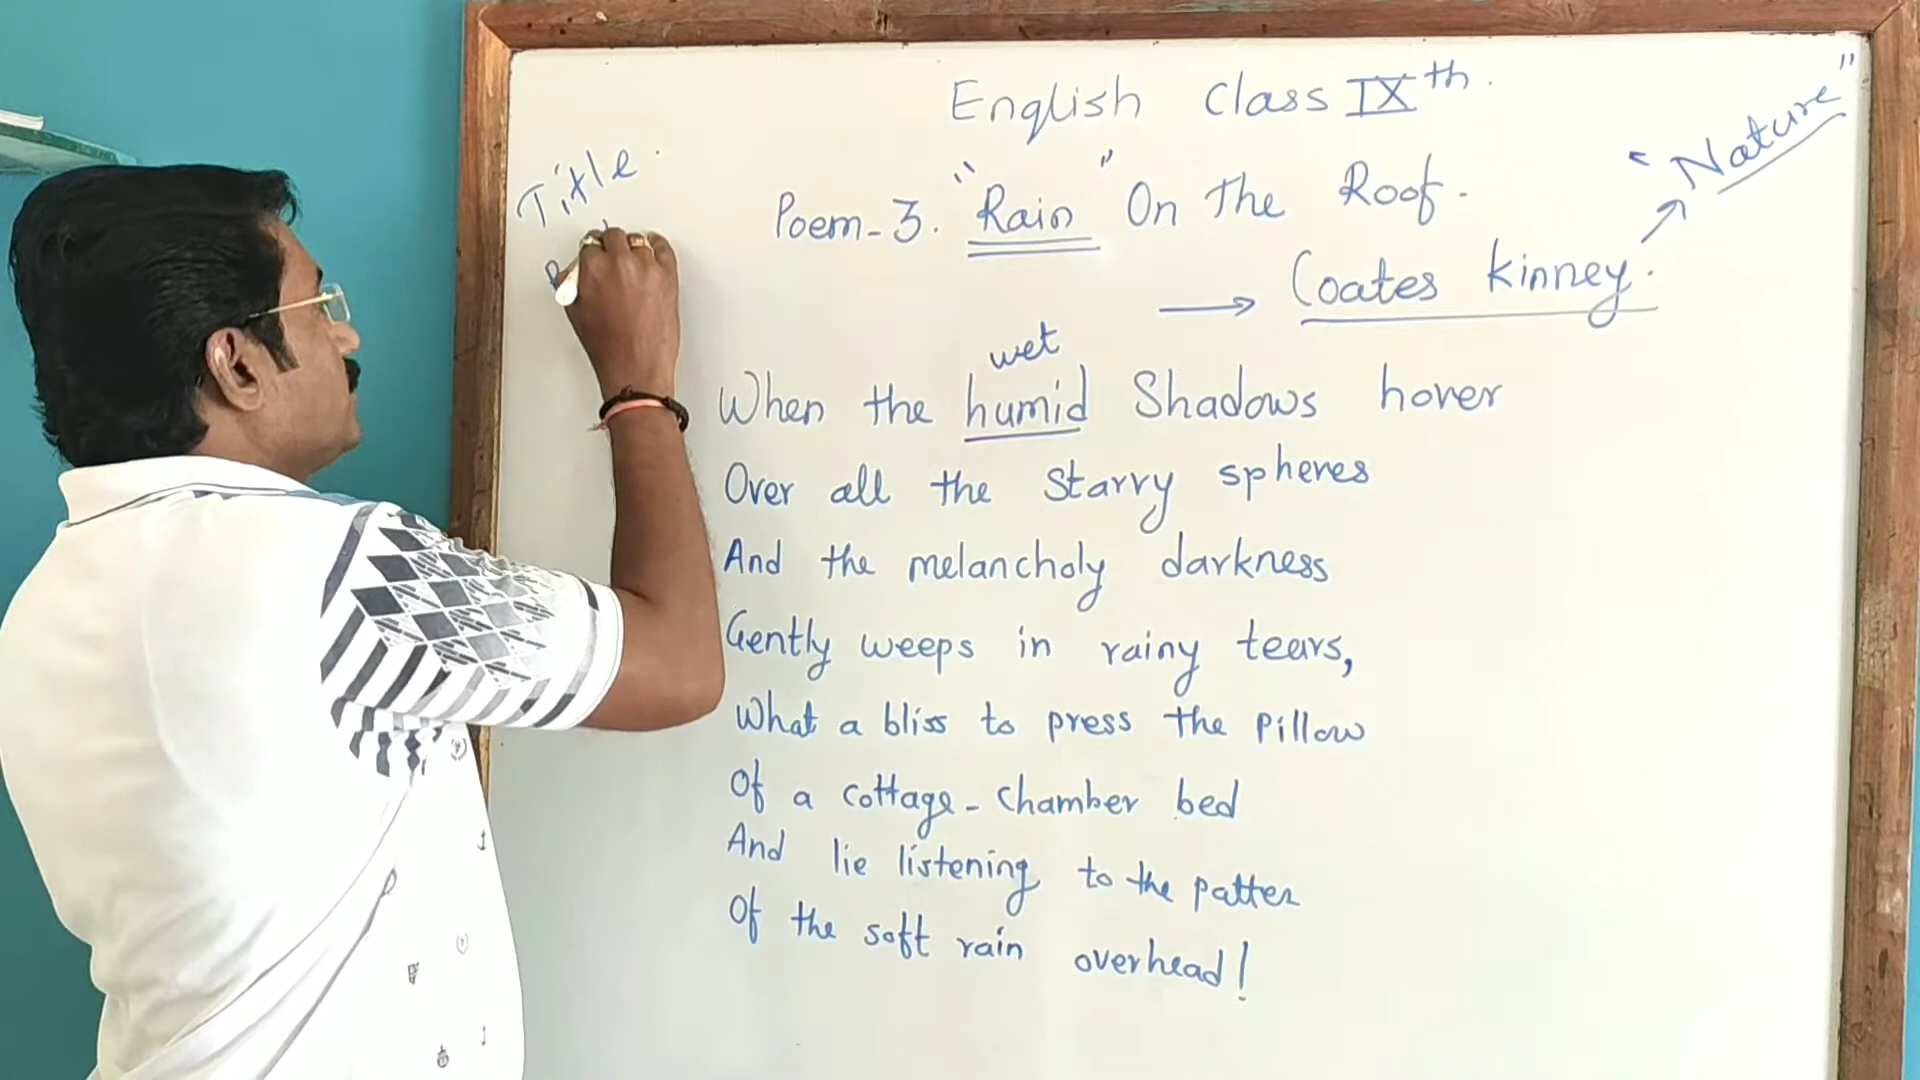 English Class IXth.
Title.
Poem-3. "Rain" On The Roof.
"Nature"
→ Coates kinney.
wet
When the humid Shadows hover
Over all the starry spheres
And the melancholy darkness
Gently weeps in rainy tears,
What a bliss to press the Pillow
Of a cottage-chamber bed
And lie listening to the patter
Of the soft rain overhead!